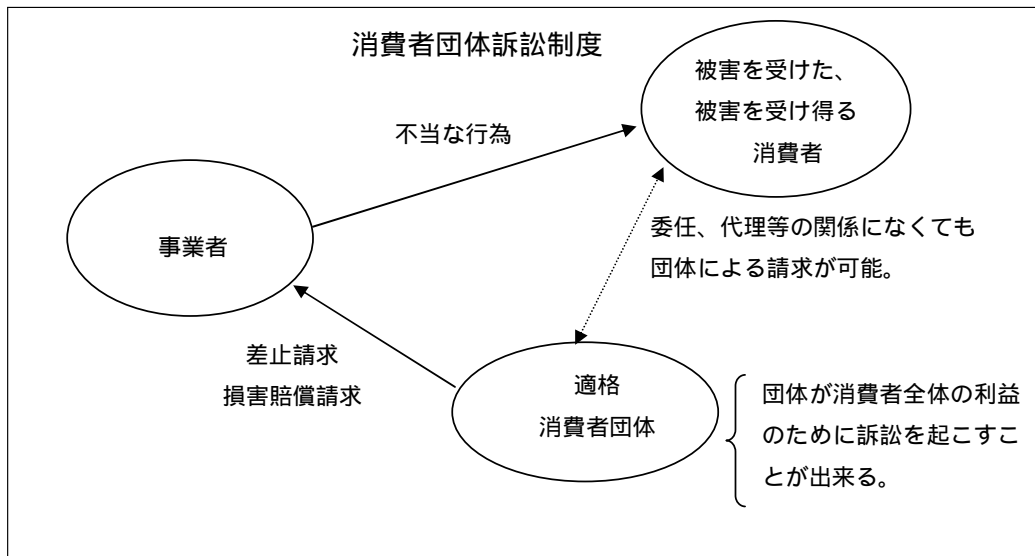 消費者団体訴訟制度
被害を受けた、
被害を受け得る
消費者
不当な行為
事業者
委任、代理等の関係になくても
団体による請求が可能。
差止請求
損害賠償請求
適格
消費者団体
団体が消費者全体の利益
のために訴訟を起こすこ
とが出来る。